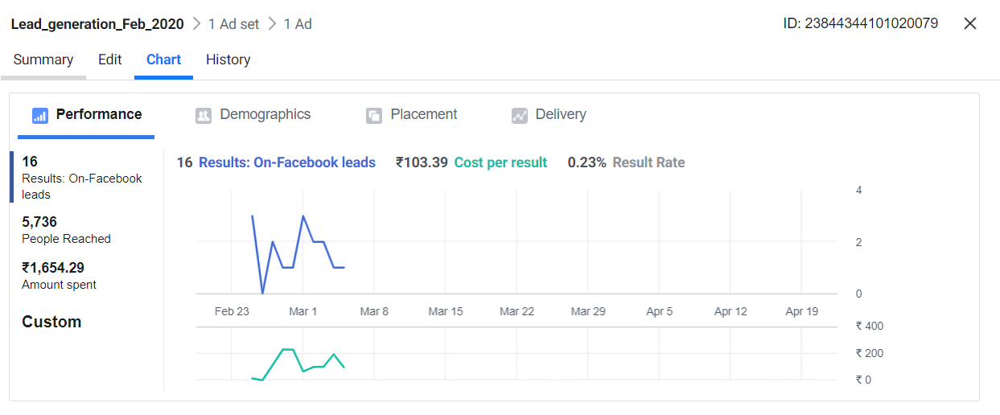 Lead_generation_Feb_2020 > 1 Ad set > 1 Ad
ID: 23844344101020079
Summary Edit Chart History
Performance Demographics Placement Delivery
16
Results: On-Facebook
leads
5,736
People Reached
₹1,654.29
Amount spent
Custom
16 Results: On-Facebook leads ₹103.39 Cost per result 0.23% Result Rate
4
2
0
Feb 23 Mar 1 Mar 8 Mar 15 Mar 22 Mar 29 Apr 5 Apr 12 Apr 19
₹ 400
₹ 200
₹ 0